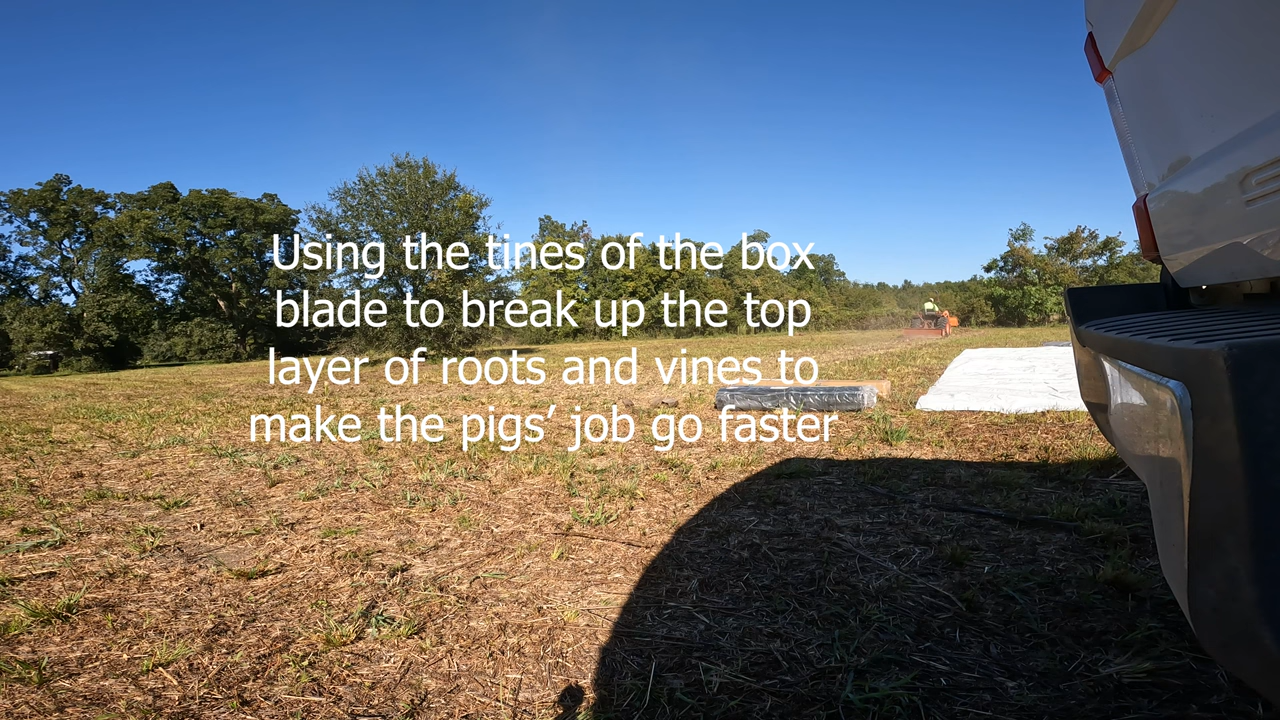 Using the tines of the box
blade to break up the top
layer of roots and vines to
make the pigs’ job go faster